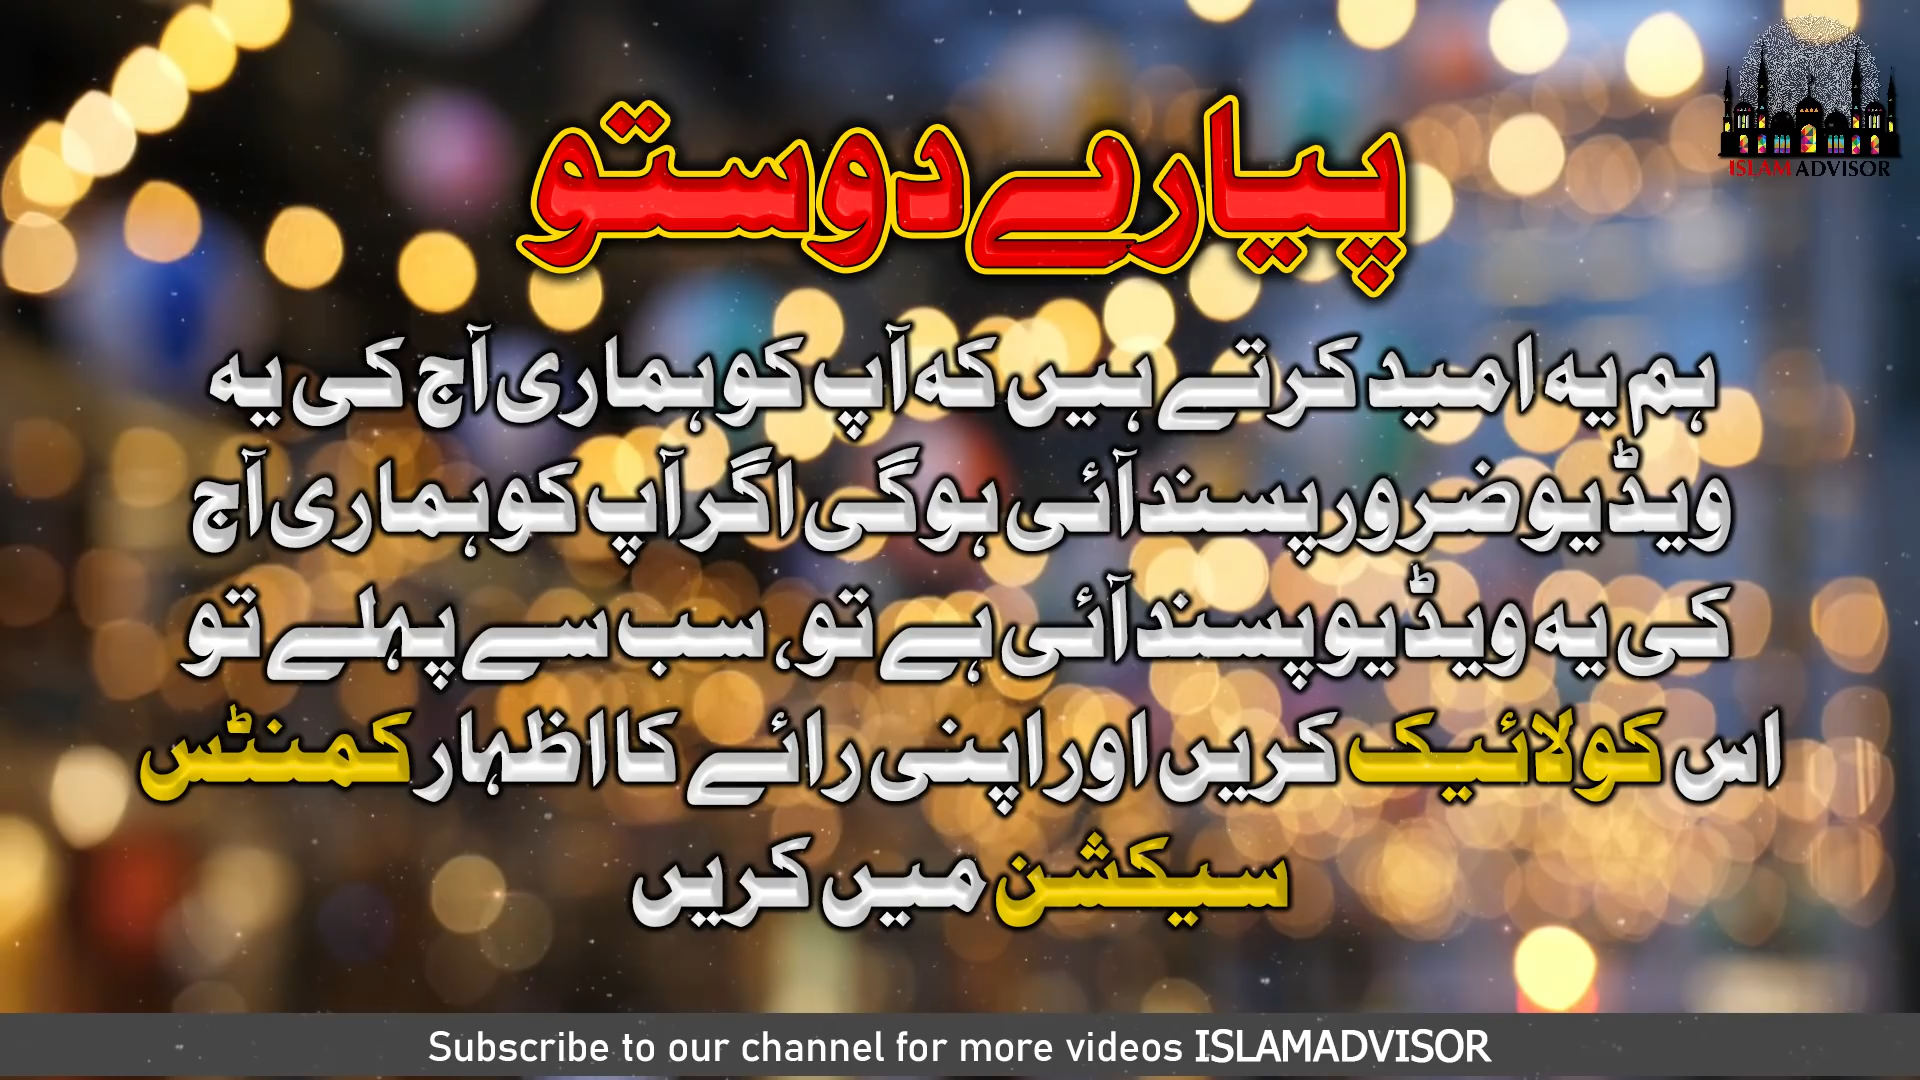 ISLAM ADVISOR
پیارے دوستو
ہم یہ امید کرتے ہیں کہ آپ کو ہماری آج کی یہ
ویڈیو ضرور پسند آئی ہوگی اگر آپ کو ہماری آج
کی یہ ویڈیو پسند آئی ہے تو، سب سے پہلے تو
اس کو لائیک کریں اور اپنی رائے کا اظہار کمنٹس
سیکشن میں کریں
Subscribe to our channel for more videos ISLAMADVISOR